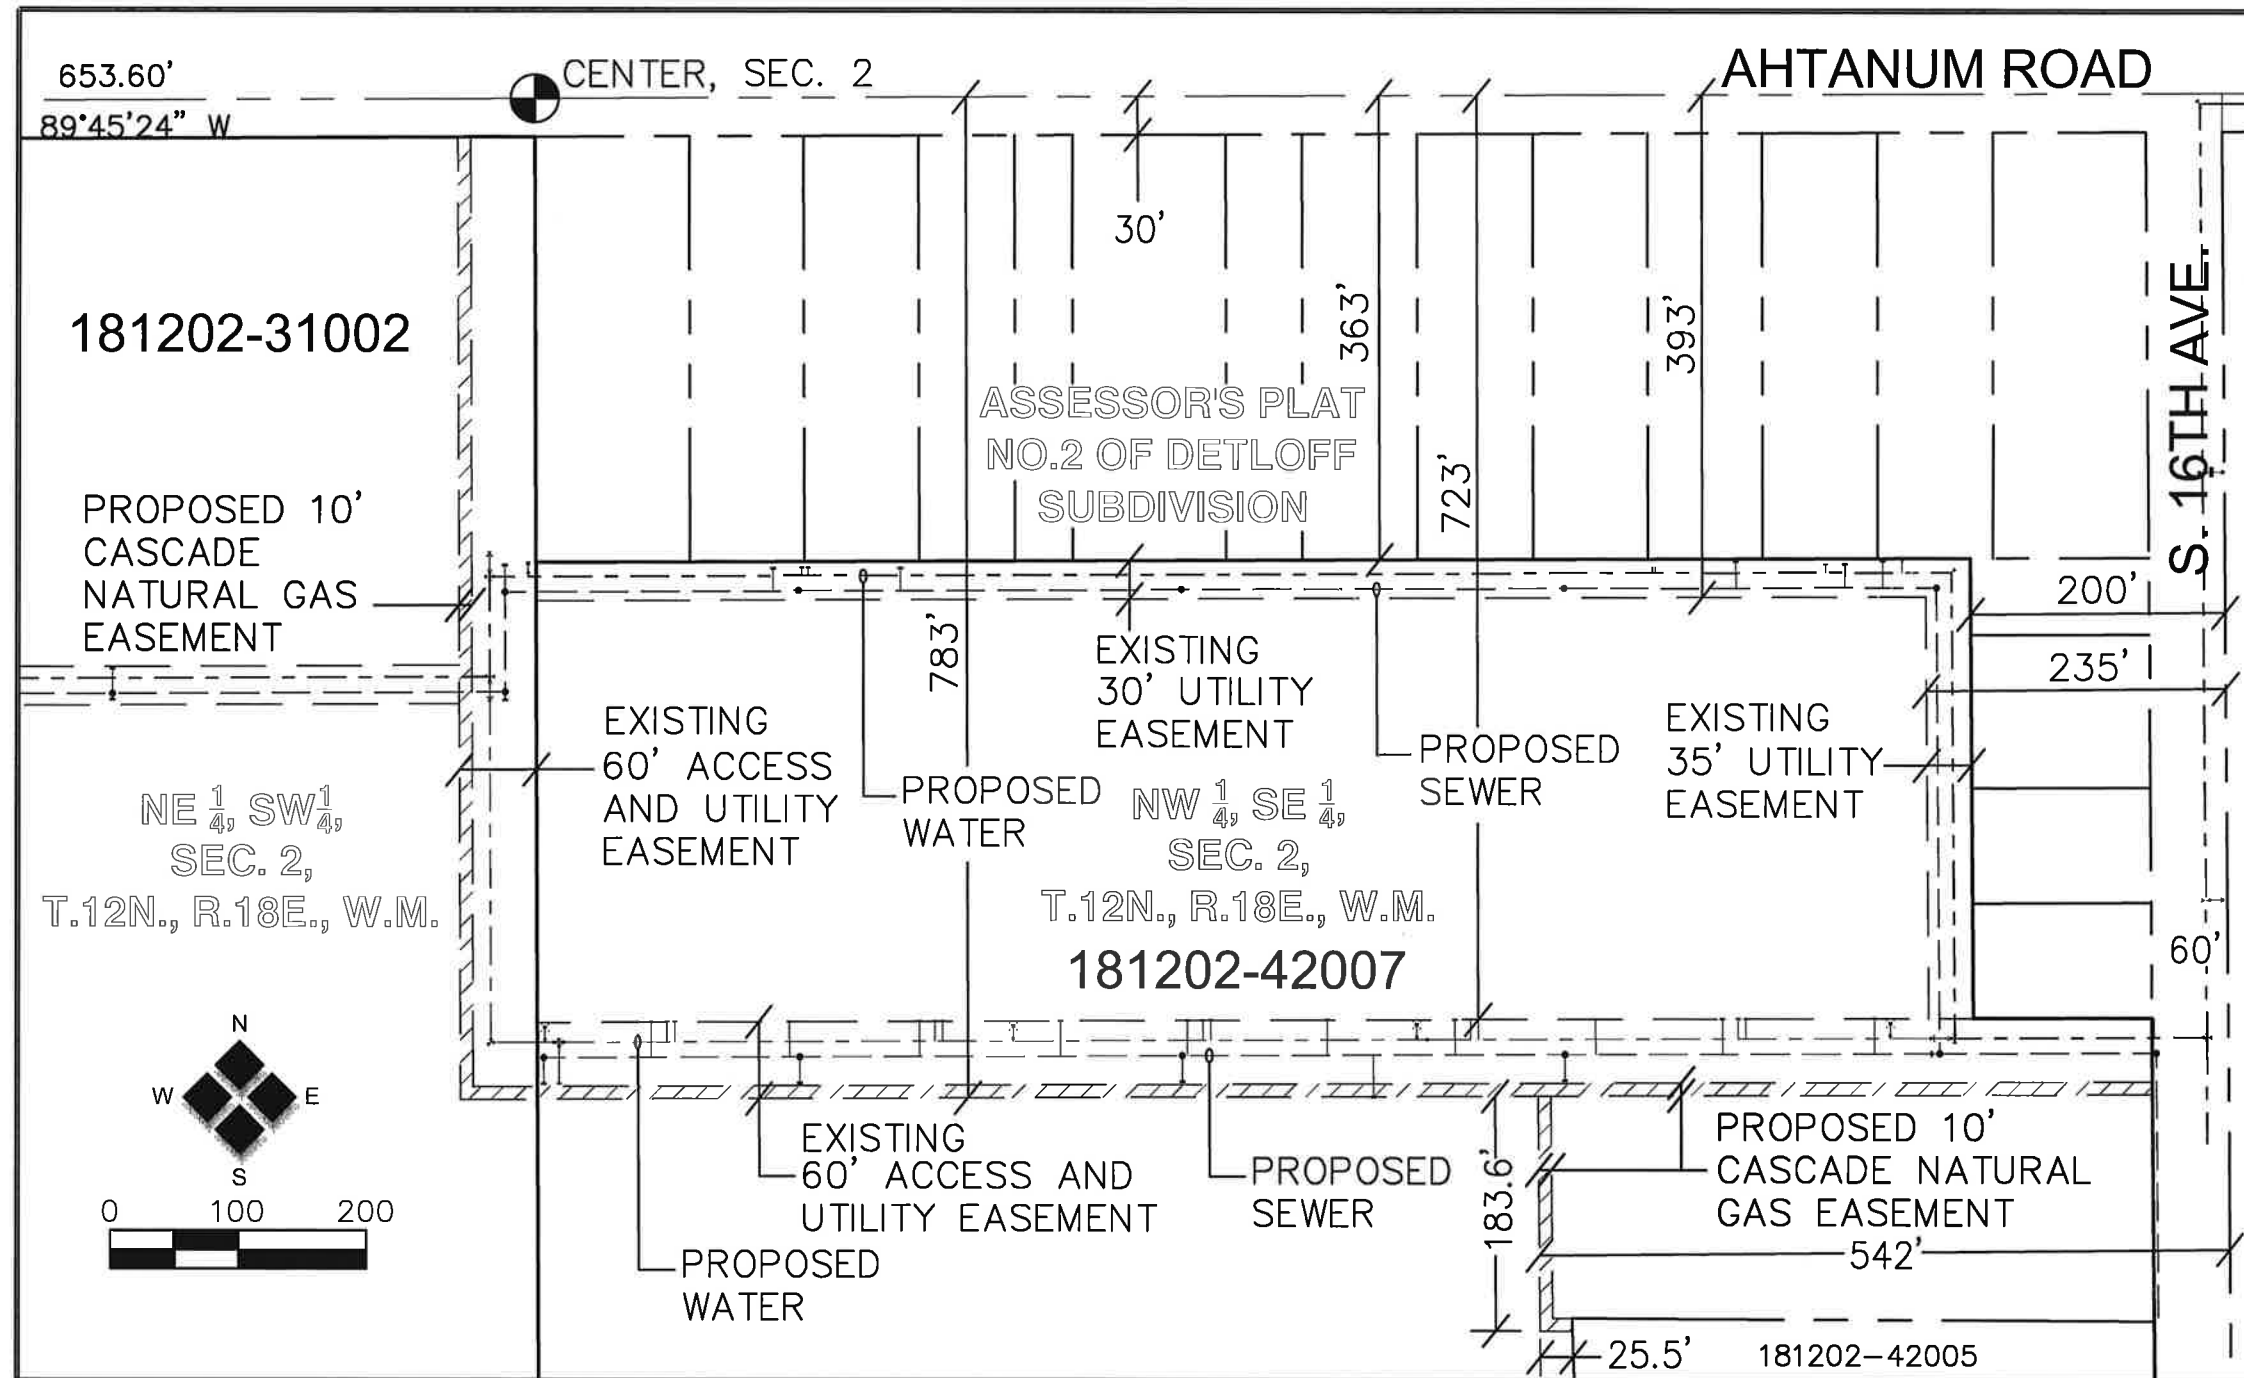 AHTANUM ROAD
653.60'
CENTER, SEC. 2
89°45'24" W
30'
181202-31002
363'
393'
S. 16TH AVE.
ASSESSOR'S PLAT
NO.2 OF DETLOFF
SUBDIVISION
723'
PROPOSED 10'
CASCADE
NATURAL GAS
EASEMENT
200'
783'
235'
EXISTING
30' UTILITY
EASEMENT
EXISTING
60' ACCESS
AND UTILITY
EASEMENT
EXISTING
35' UTILITY
EASEMENT
PROPOSED
SEWER
PROPOSED
WATER
NE 1/4, SW1/4,
SEC. 2,
T.12N., R.18E., W.M.
NW 1/4, SE 1/4,
SEC. 2,
T.12N., R.18E., W.M.
181202-42007
60'
N
W E
S
0 100 200
EXISTING
60' ACCESS AND
UTILITY EASEMENT
PROPOSED
SEWER
PROPOSED
WATER
183.6'
PROPOSED 10'
CASCADE NATURAL
GAS EASEMENT
542'
25.5'
181202-42005